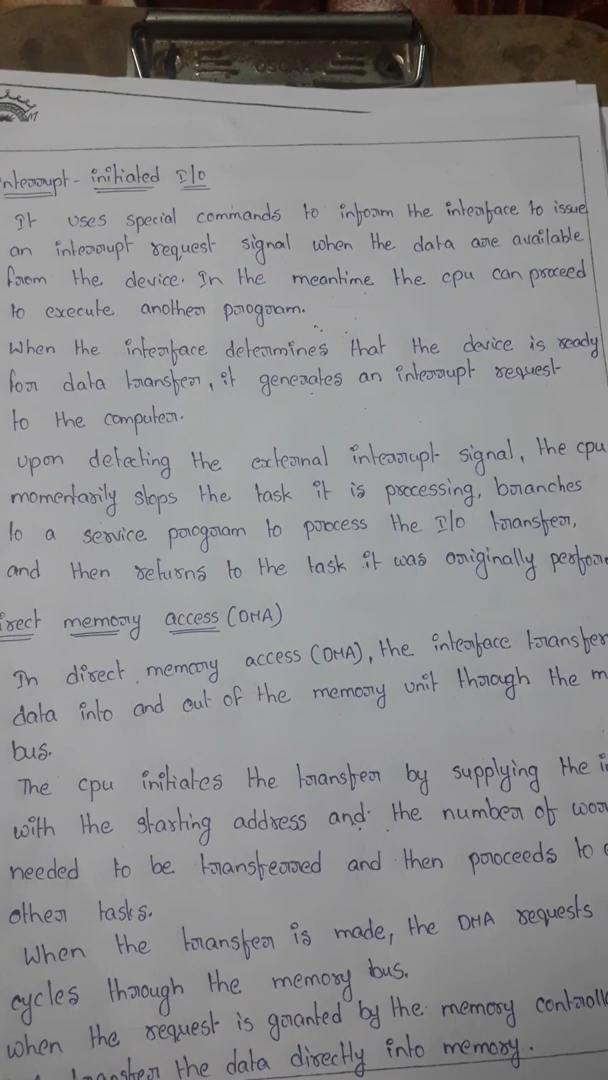 nterrupt - initiated I/O
It uses special commands to inform the interface to issue
an interrupt request signal when the data are available
from the device. In the meantime the cpu can proceed
to execute another program.
When the interface determines that the device is ready
for data transfer, it generates an interrupt request
to the computer.
Upon detecting the external interrupt signal, the cpu
momentarily stops the task it is processing, branches
to a service program to process the I/O transfer,
and then returns to the task it was originally perfor
irect memory access (DMA)
In direct memory access (DMA), the interface transfer
data into and out of the memory unit through the m
bus.
The cpu initiates the transfer by supplying the in
with the starting address and the number of wor
needed to be transferred and then proceeds to e
other tasks.
When the transfer is made, the DMA requests
cycles through the memory bus.
when the request is granted by the memory controll
transfer the data directly into memory.